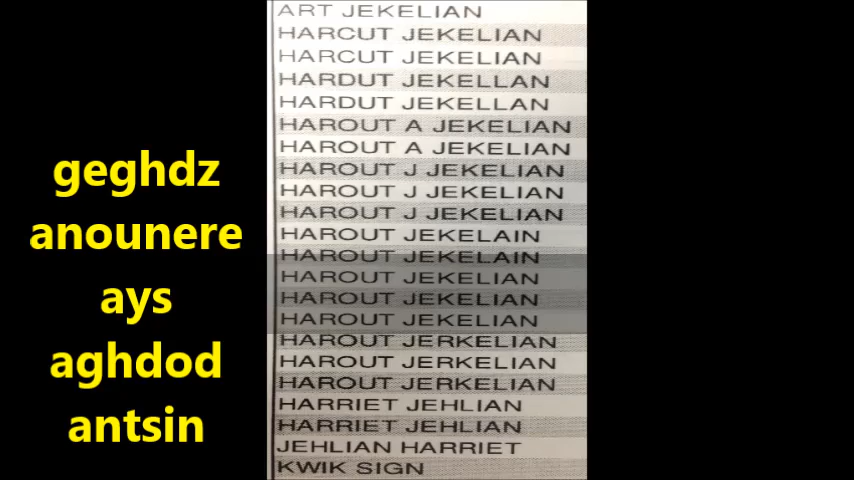 geghdz
anounere
ays
aghdod
antsin
ART JEKELIAN
HARCUT JEKELIAN
HARCUT JEKELIAN
HARDUT JEKELLAN
HARDUT JEKELLAN
HAROUT A JEKELIAN
HAROUT A JEKELIAN
HAROUT J JEKELIAN
HAROUT J JEKELIAN
HAROUT J JEKELIAN
HAROUT JEKELAIN
HAROUT JEKELAIN
HAROUT JEKELIAN
HAROUT JEKELIAN
HAROUT JEKELIAN
HAROUT JERKELIAN
HAROUT JERKELIAN
HAROUT JERKELIAN
HARRIET JEHLIAN
HARRIET JEHLIAN
JEHLIAN HARRIET
KWIK SIGN